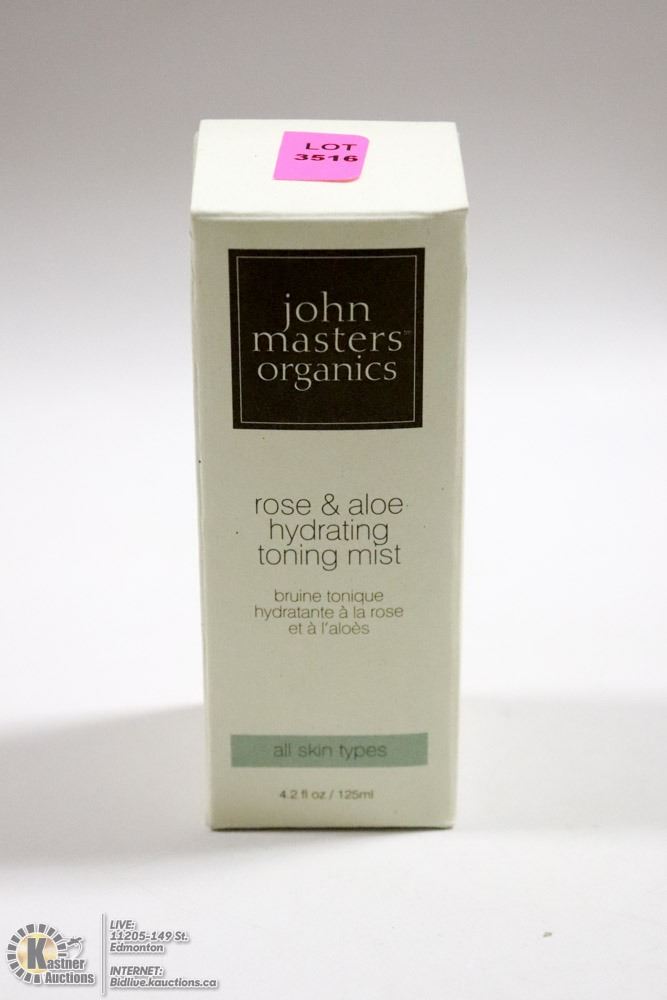 LOT
3516
john
masters™
organics
rose & aloe
hydrating
toning mist
bruine tonique
hydratante à la rose
et à l'aloès
all skin types
4.2 fl oz / 125ml
Kastner
Auctions
LIVE:
11205-149 St.
Edmonton
INTERNET:
Bidlive.kauctions.ca